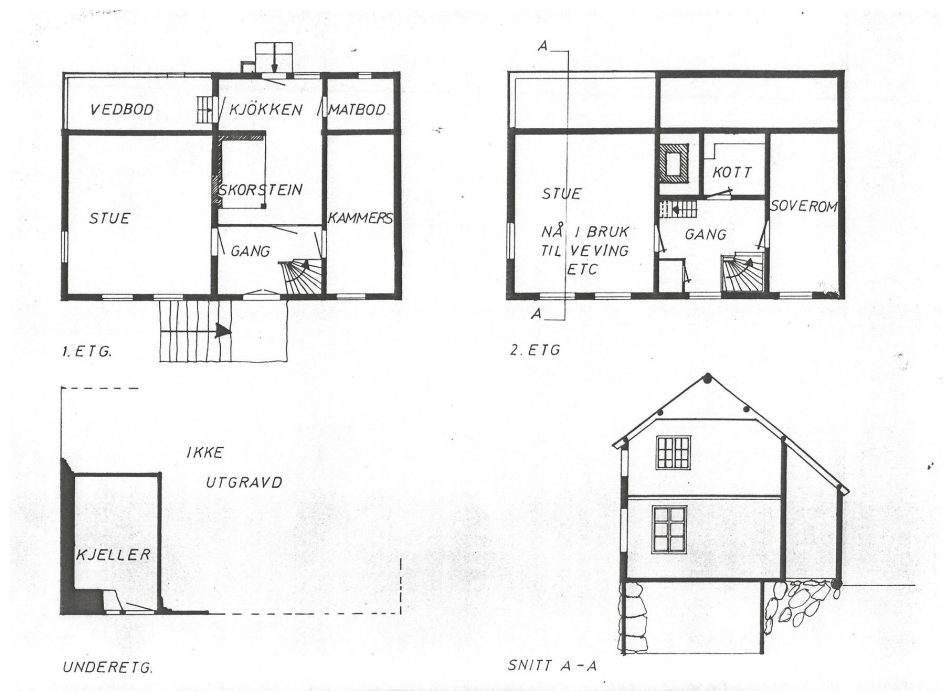 VEDBOD
KJÖKKEN
MATBOD
SKORSTEIN
STUE
KAMMERS
GANG
1. ETG.
A
KOTT
STUE
SOVEROM
NÅ I BRUK
TIL VEVING
ETC
GANG
A
2. ETG
IKKE
UTGRAVD
KJELLER
UNDERETG.
SNITT A-A